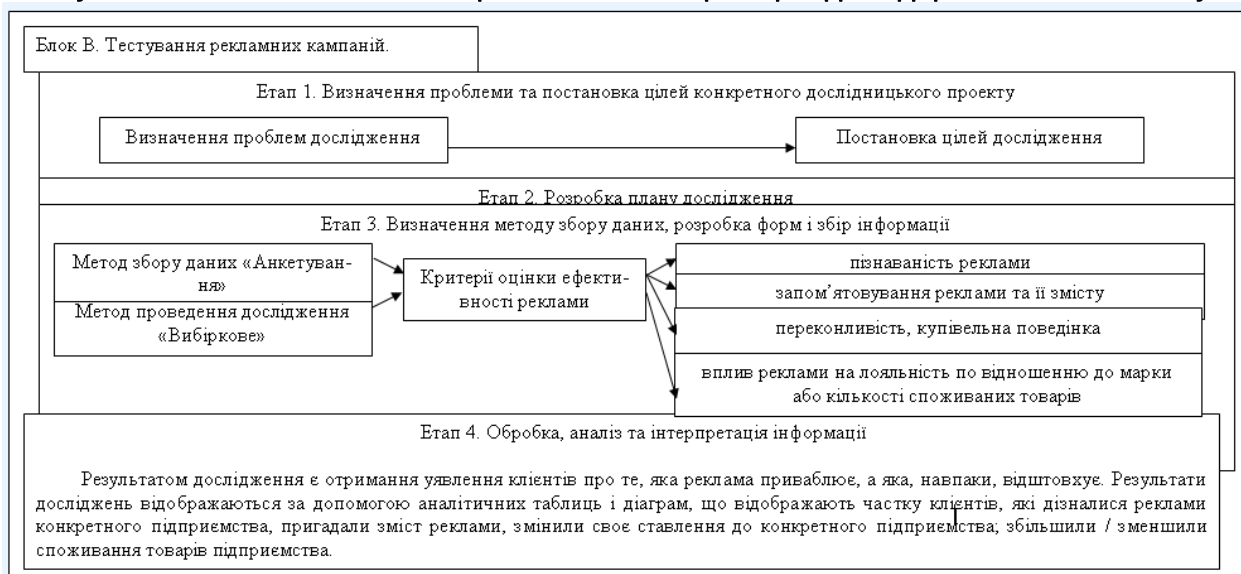 Блок В. Тестування рекламних кампаній.
Етап 1. Визначення проблеми та постановка цілей конкретного дослідницького проекту
Визначення проблем дослідження
Постановка цілей дослідження
Етап 2. Розробка плану дослідження
Етап 3. Визначення методу збору даних, розробка форм і збір інформації
Метод збору даних «Анкетуван-
ня»
Метод проведення дослідження
«Вибіркове»
Критерії оцінки ефекти-
вності реклами
пізнаваність реклами
запом’ятовування реклами та її змісту
переконливість, купівельна поведінка
вплив реклами на лояльність по відношенню до марки
або кількості споживаних товарів
Етап 4. Обробка, аналіз та інтерпретація інформації
Результатом дослідження є отримання уявлення клієнтів про те, яка реклама приваблює, а яка, навпаки, відштовхує. Результати
досліджень відображаються за допомогою аналітичних таблиць і діаграм, що відображають частку клієнтів, які дізналися реклами
конкретного підприємства, пригадали зміст реклами, змінили своє ставлення до конкретного підприємства; збільшили / зменшили
споживання товарів підприємства.